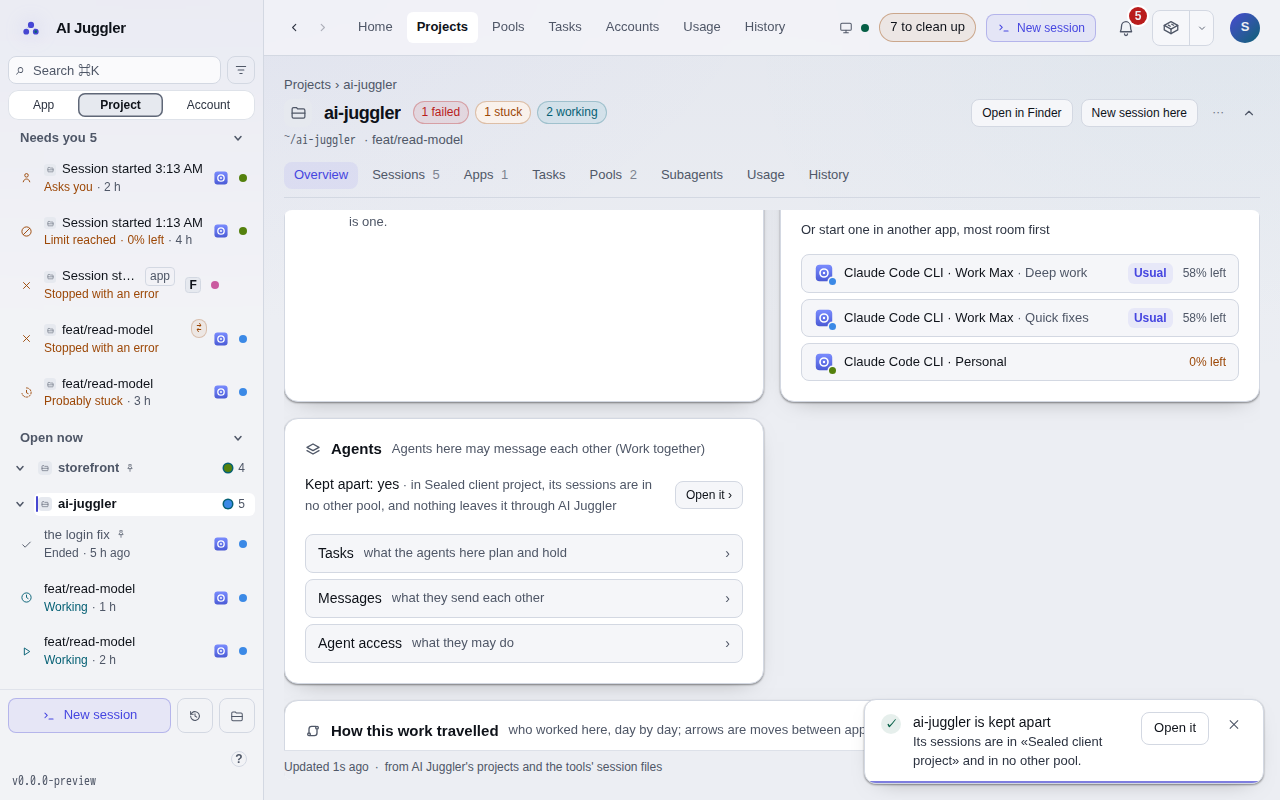 AI Juggler
Search ⌘K
App Project Account
Needs you 5
Session started 3:13 AM
Asks you · 2 h
Session started 1:13 AM
Limit reached · 0% left · 4 h
Session st… app
Stopped with an error
F
feat/read-model
Stopped with an error
feat/read-model
Probably stuck · 3 h
Open now
storefront 4
ai-juggler 5
the login fix
Ended · 5 h ago
feat/read-model
Working · 1 h
feat/read-model
Working · 2 h
New session
?
v0.0.0-preview
Home Projects Pools Tasks Accounts Usage History
7 to clean up
New session
5
S
Projects › ai-juggler
ai-juggler 1 failed 1 stuck 2 working
Open in Finder New session here ···
~/ai-juggler · feat/read-model
Overview Sessions 5 Apps 1 Tasks Pools 2 Subagents Usage History
is one.
Or start one in another app, most room first
Claude Code CLI · Work Max · Deep work Usual 58% left
Claude Code CLI · Work Max · Quick fixes Usual 58% left
Claude Code CLI · Personal 0% left
Agents Agents here may message each other (Work together)
Kept apart: yes · in Sealed client project, its sessions are in
no other pool, and nothing leaves it through AI Juggler
Open it ›
Tasks what the agents here plan and hold ›
Messages what they send each other ›
Agent access what they may do ›
How this work travelled who worked here, day by day; arrows are moves between app
Updated 1s ago · from AI Juggler's projects and the tools' session files
ai-juggler is kept apart
Its sessions are in «Sealed client
project» and in no other pool.
Open it